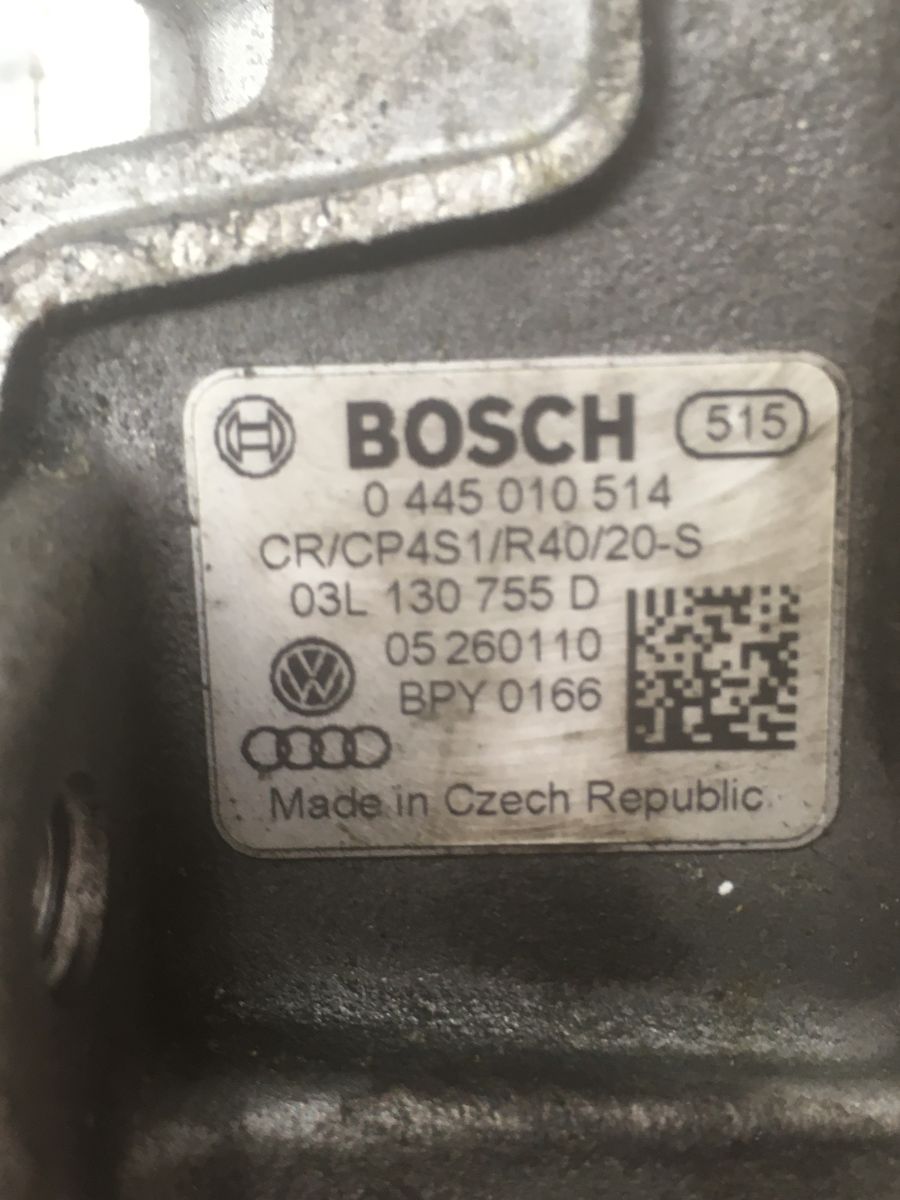 BOSCH 515
0 445 010 514
CR/CP4S1/R40/20-S
03L 130 755 D
05 260110
BPY 0166
Made in Czech Republic